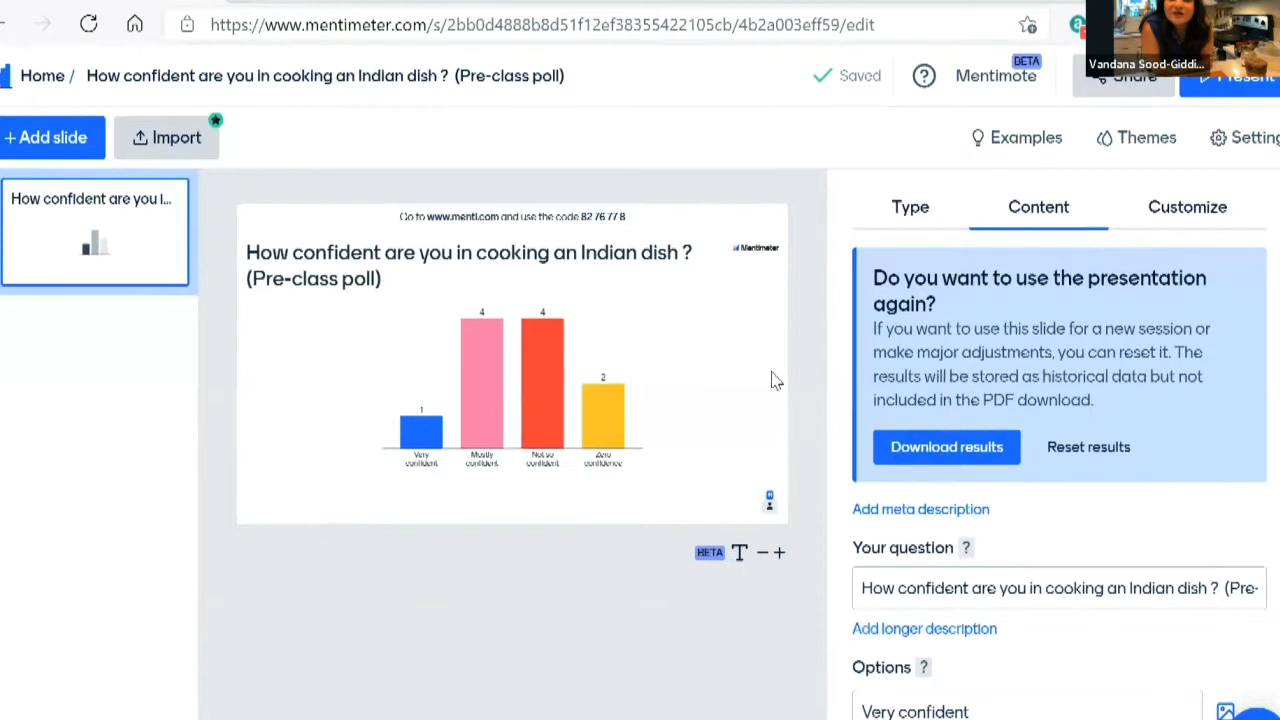 https://www.mentimeter.com/s/2bb0d4888b8d51f12ef38355422105cb/4b2a003eff59/edit
Vandana Sood-Giddi...
Home / How confident are you in cooking an Indian dish ? (Pre-class poll)
Saved
?
Mentimote
BETA
Share
Present
+ Add slide
Import
Examples
Themes
Setting
How confident are you i...
Go to www.menti.com and use the code 82 76 77 8
How confident are you in cooking an Indian dish ?
(Pre-class poll)
Mentimeter
1
4
4
2
Very
confident
Mostly
confident
Not so
confident
Zero
confidence
BETA T − +
Type
Content
Customize
Do you want to use the presentation
again?
If you want to use this slide for a new session or
make major adjustments, you can reset it. The
results will be stored as historical data but not
included in the PDF download.
Download results
Reset results
Add meta description
Your question ?
How confident are you in cooking an Indian dish ? (Pre-
Add longer description
Options ?
Very confident